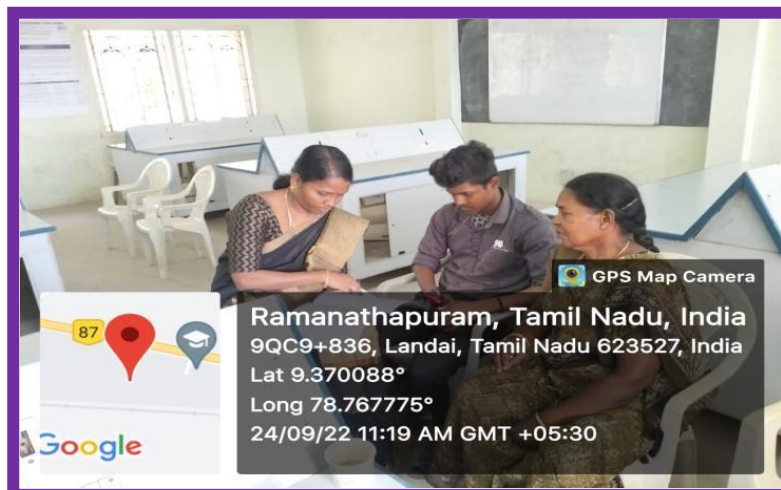 GPS Map Camera
Ramanathapuram, Tamil Nadu, India
9QC9+836, Landai, Tamil Nadu 623527, India
Lat 9.370088°
Long 78.767775°
24/09/22 11:19 AM GMT +05:30
87
Google